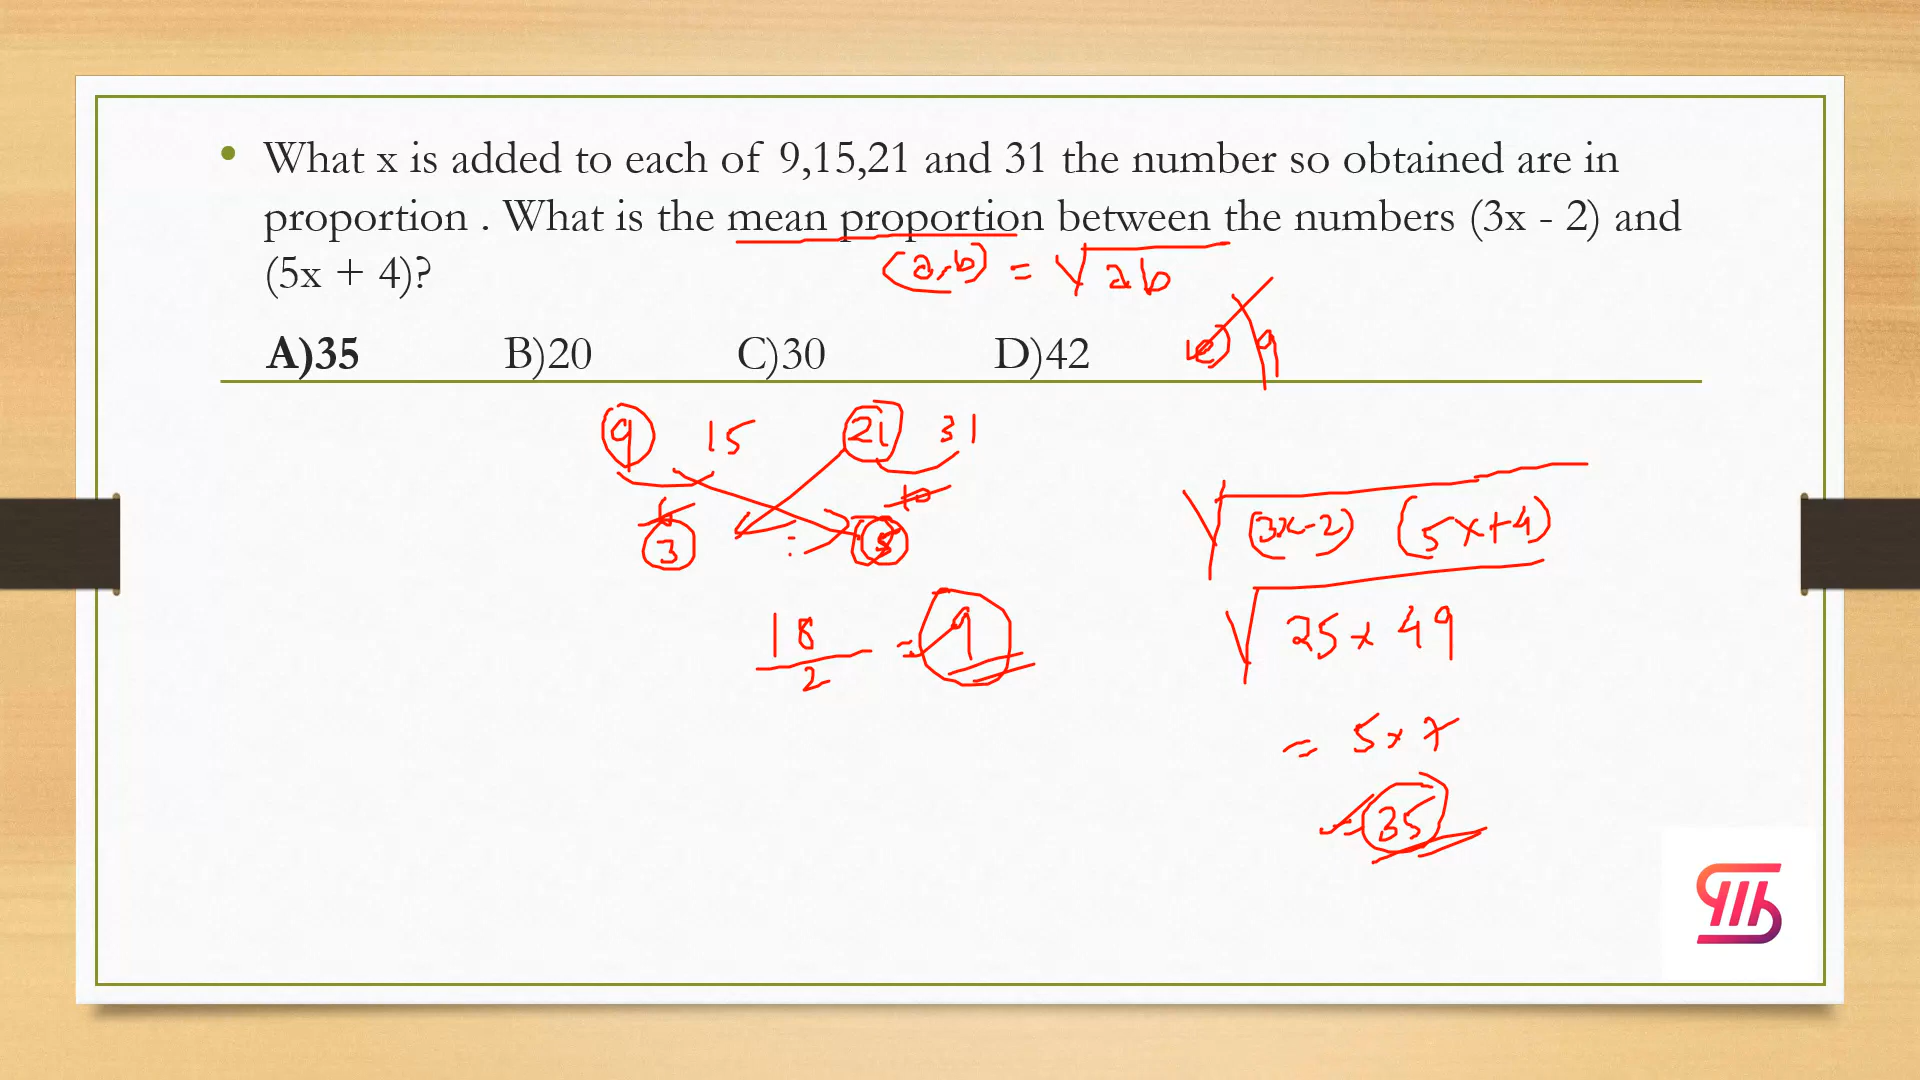 • What x is added to each of 9,15,21 and 31 the number so obtained are in
proportion . What is the mean proportion between the numbers (3x - 2) and
(5x + 4)?
(a,b) = √ab
A)35 B)20 C)30 D)42
9
9 15 21 31
10
3 : 5
√(3x-2) (5x+4)
18/2 = 9
√25 x 49
= 5 x 7
= 35